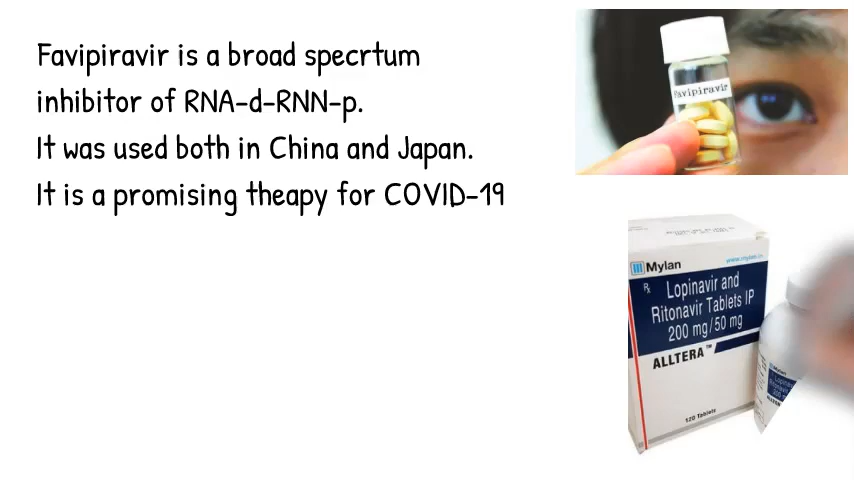 Favipiravir is a broad specrtum
inhibitor of RNA-d-RNN-p.
It was used both in China and Japan.
It is a promising theapy for COVID-19
Favipiravir
Mylan
www.mylan.in
Rx
Lopinavir and
Ritonavir Tablets IP
200 mg/50 mg
ALLTERA™
120 Tablets
Mylan